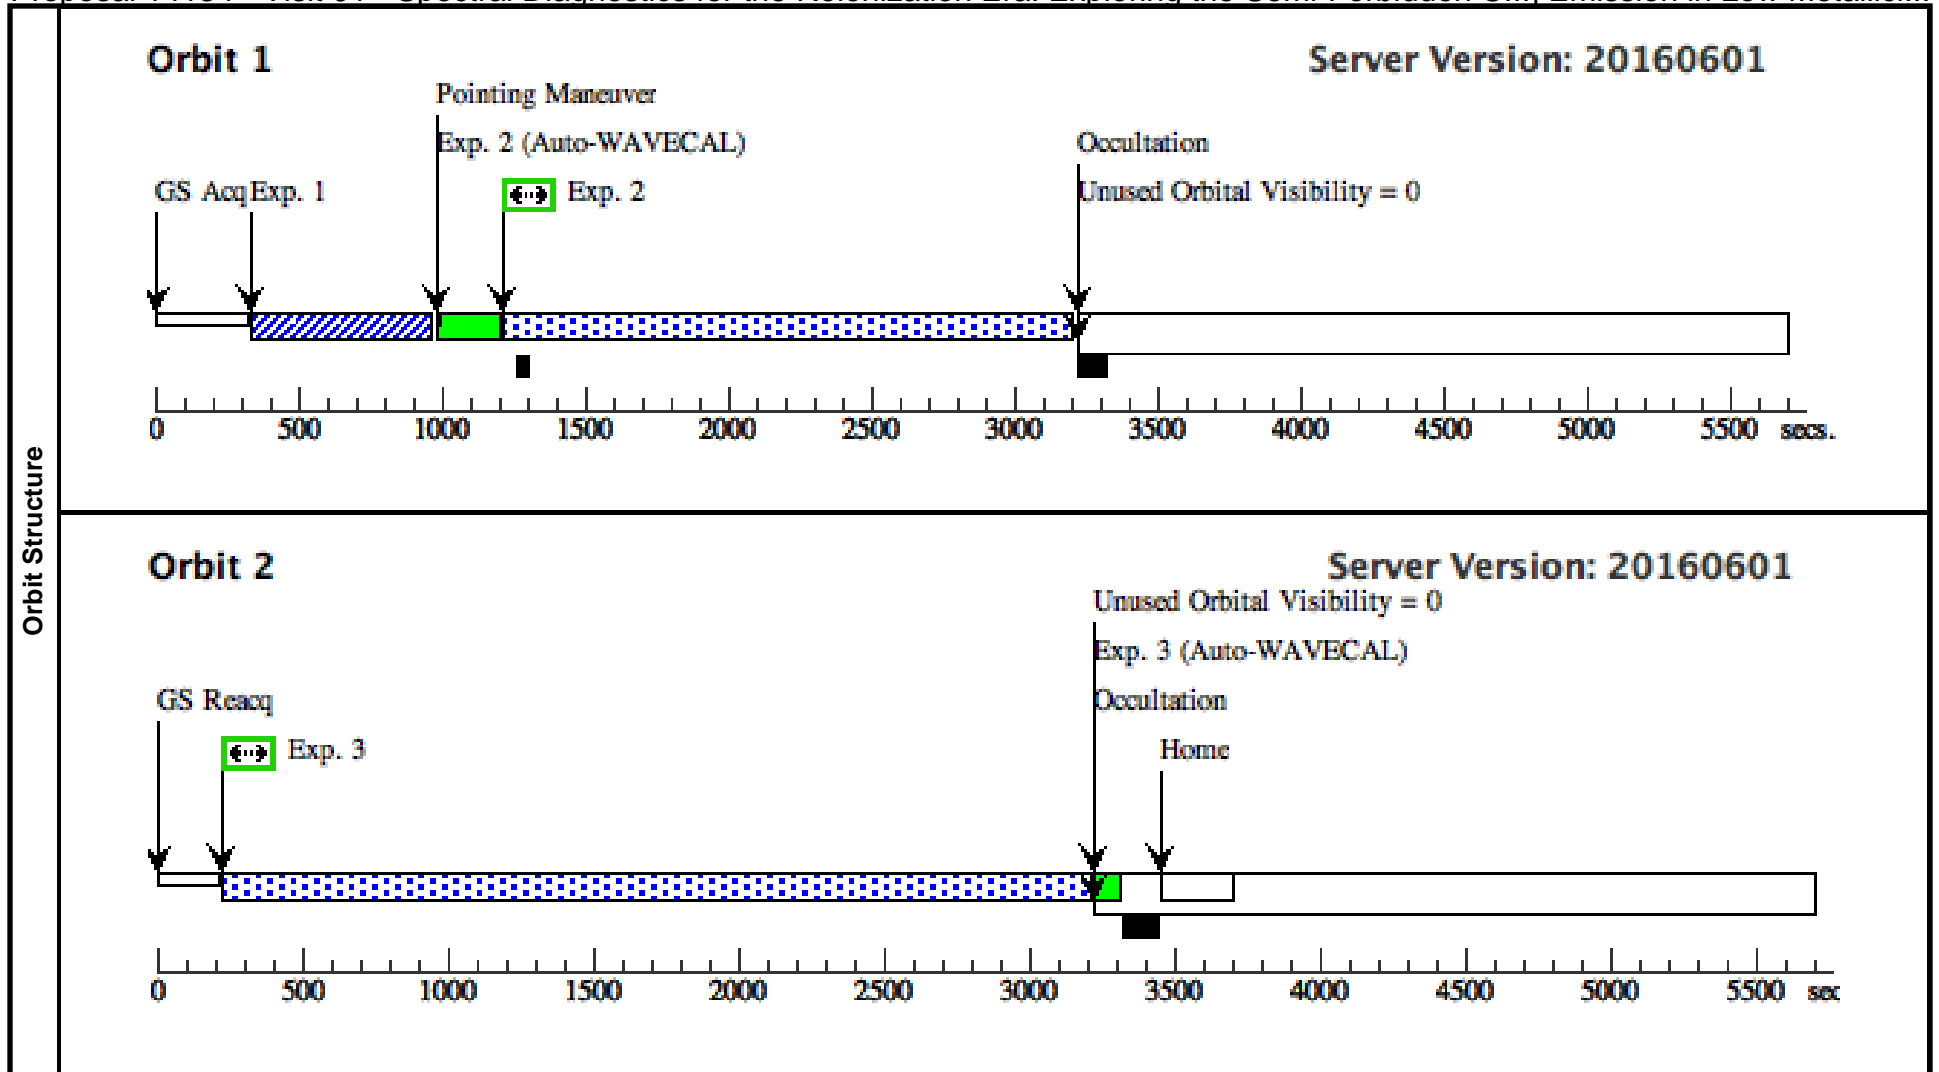 Orbit Structure
Orbit 1
Server Version: 20160601
Pointing Maneuver
Exp. 2 (Auto-WAVECAL)
Occultation
GS Acq Exp. 1
Exp. 2
Unused Orbital Visibility = 0
0 500 1000 1500 2000 2500 3000 3500 4000 4500 5000 5500 secs.
Orbit 2
Server Version: 20160601
Unused Orbital Visibility = 0
Exp. 3 (Auto-WAVECAL)
GS Reacq
Occultation
Exp. 3
Home
0 500 1000 1500 2000 2500 3000 3500 4000 4500 5000 5500 sec